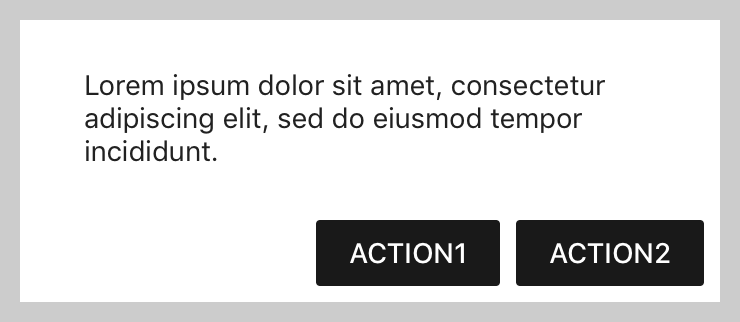 Lorem ipsum dolor sit amet, consectetur
adipiscing elit, sed do eiusmod tempor
incididunt.
ACTION1 ACTION2